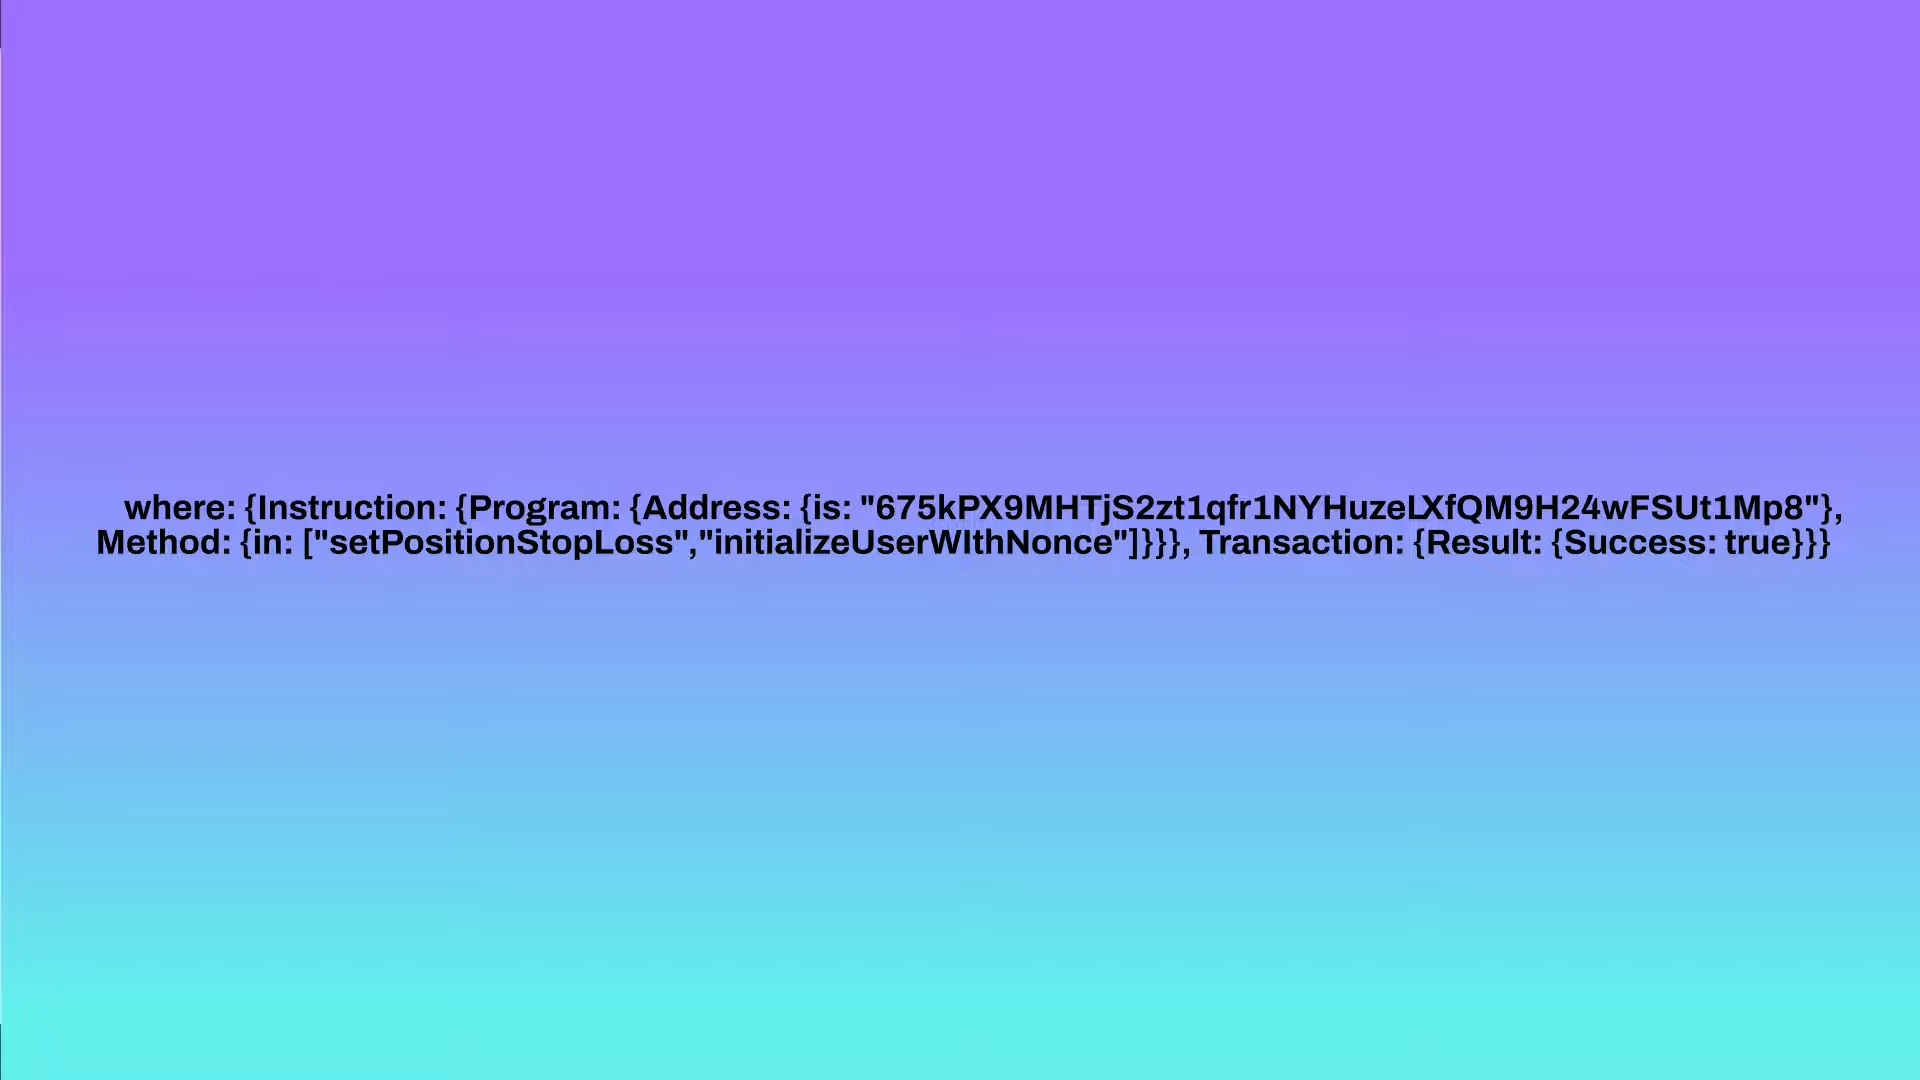 where: {Instruction: {Program: {Address: {is: "675kPX9MHTjS2zt1qfr1NYHuzeLXfQM9H24wFSUt1Mp8"},
Method: {in: ["setPositionStopLoss","initializeUserWIthNonce"]}}}, Transaction: {Result: {Success: true}}}